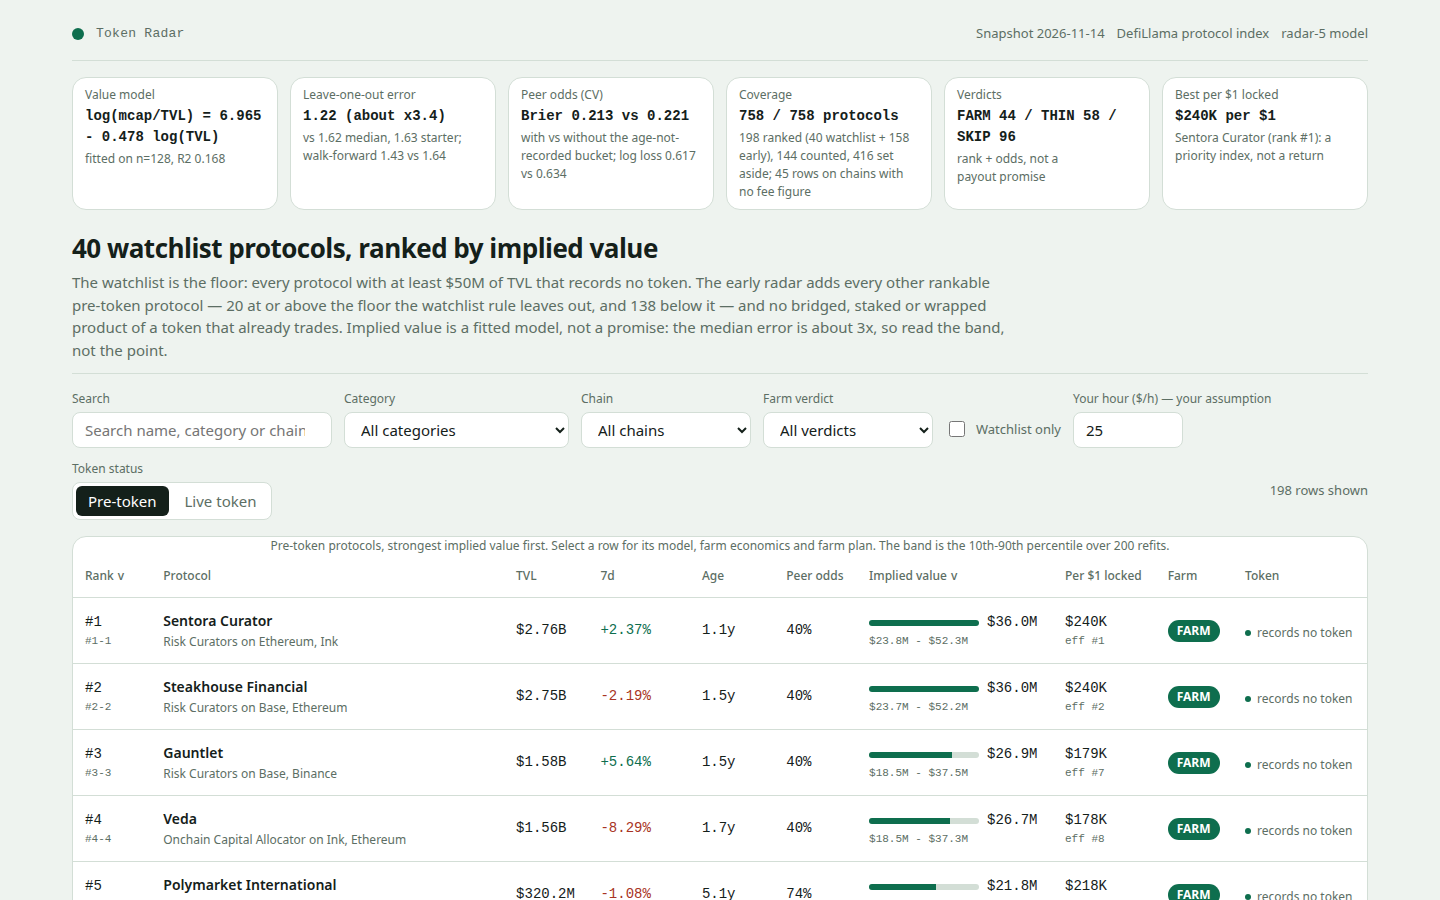 Token Radar
Snapshot 2026-11-14 DefiLlama protocol index radar-5 model
Value model
log(mcap/TVL) = 6.965
- 0.478 log(TVL)
fitted on n=128, R2 0.168
Leave-one-out error
1.22 (about x3.4)
vs 1.62 median, 1.63 starter;
walk-forward 1.43 vs 1.64
Peer odds (CV)
Brier 0.213 vs 0.221
with vs without the age-not-
recorded bucket; log loss 0.617
vs 0.634
Coverage
758 / 758 protocols
198 ranked (40 watchlist + 158
early), 144 counted, 416 set
aside; 45 rows on chains with
no fee figure
Verdicts
FARM 44 / THIN 58 /
SKIP 96
rank + odds, not a
payout promise
Best per $1 locked
$240K per $1
Sentora Curator (rank #1): a
priority index, not a return
40 watchlist protocols, ranked by implied value
The watchlist is the floor: every protocol with at least $50M of TVL that records no token. The early radar adds every other rankable
pre-token protocol — 20 at or above the floor the watchlist rule leaves out, and 138 below it — and no bridged, staked or wrapped
product of a token that already trades. Implied value is a fitted model, not a promise: the median error is about 3x, so read the band,
not the point.
Search
Search name, category or chain
Category
All categories
Chain
All chains
Farm verdict
All verdicts
Watchlist only
Your hour ($/h) — your assumption
25
Token status
Pre-token Live token
198 rows shown
Pre-token protocols, strongest implied value first. Select a row for its model, farm economics and farm plan. The band is the 10th-90th percentile over 200 refits.
Rank v Protocol TVL 7d Age Peer odds Implied value v Per $1 locked Farm Token
#1 Sentora Curator $2.76B +2.37% 1.1y 40% $36.0M $240K FARM records no token
#1-1 Risk Curators on Ethereum, Ink $23.8M - $52.3M eff #1
#2 Steakhouse Financial $2.75B -2.19% 1.5y 40% $36.0M $240K FARM records no token
#2-2 Risk Curators on Base, Ethereum $23.7M - $52.2M eff #2
#3 Gauntlet $1.58B +5.64% 1.5y 40% $26.9M $179K FARM records no token
#3-3 Risk Curators on Base, Binance $18.5M - $37.5M eff #7
#4 Veda $1.56B -8.29% 1.7y 40% $26.7M $178K FARM records no token
#4-4 Onchain Capital Allocator on Ink, Ethereum $18.5M - $37.3M eff #8
#5 Polymarket International $320.2M -1.08% 5.1y 74% $21.8M $218K FARM records no token